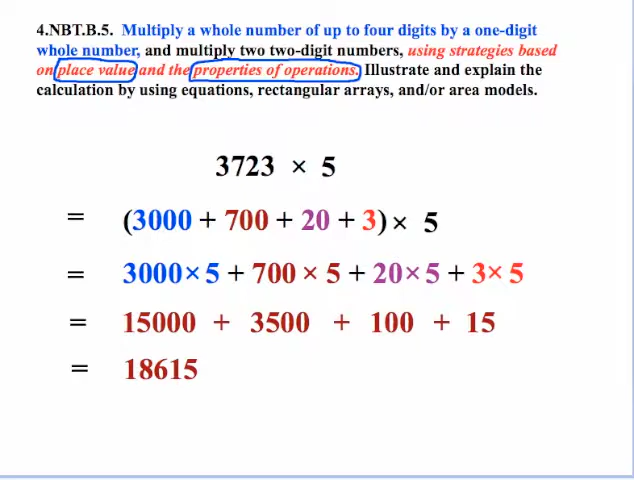 4.NBT.B.5. Multiply a whole number of up to four digits by a one-digit
whole number, and multiply two two-digit numbers, using strategies based
on place value and the properties of operations. Illustrate and explain the
calculation by using equations, rectangular arrays, and/or area models.
3723 × 5
= (3000 + 700 + 20 + 3) × 5
= 3000 × 5 + 700 × 5 + 20 × 5 + 3 × 5
= 15000 + 3500 + 100 + 15
= 18615